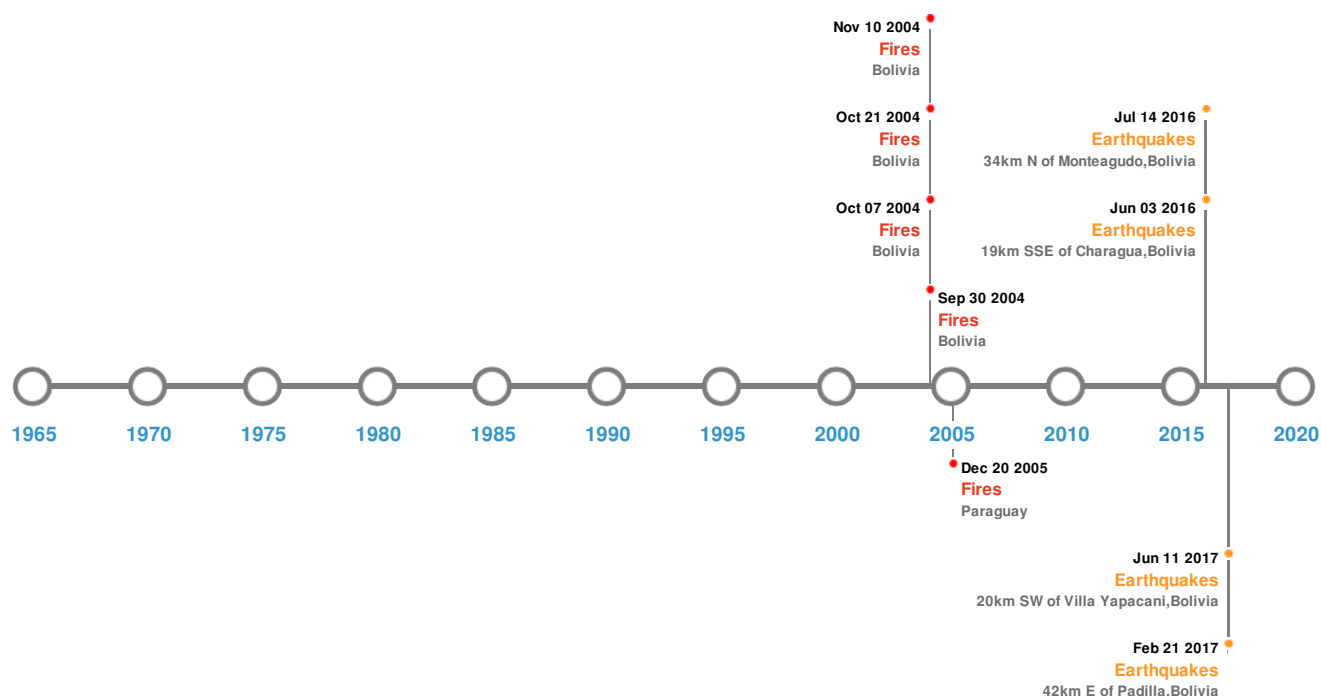 Nov 10 2004
Fires
Bolivia
Oct 21 2004
Fires
Bolivia
Jul 14 2016
Earthquakes
34km N of Monteagudo,Bolivia
Oct 07 2004
Fires
Bolivia
Jun 03 2016
Earthquakes
19km SSE of Charagua,Bolivia
Sep 30 2004
Fires
Bolivia
1965 1970 1975 1980 1985 1990 1995 2000 2005 2010 2015 2020
Dec 20 2005
Fires
Paraguay
Jun 11 2017
Earthquakes
20km SW of Villa Yapacani,Bolivia
Feb 21 2017
Earthquakes
42km E of Padilla,Bolivia